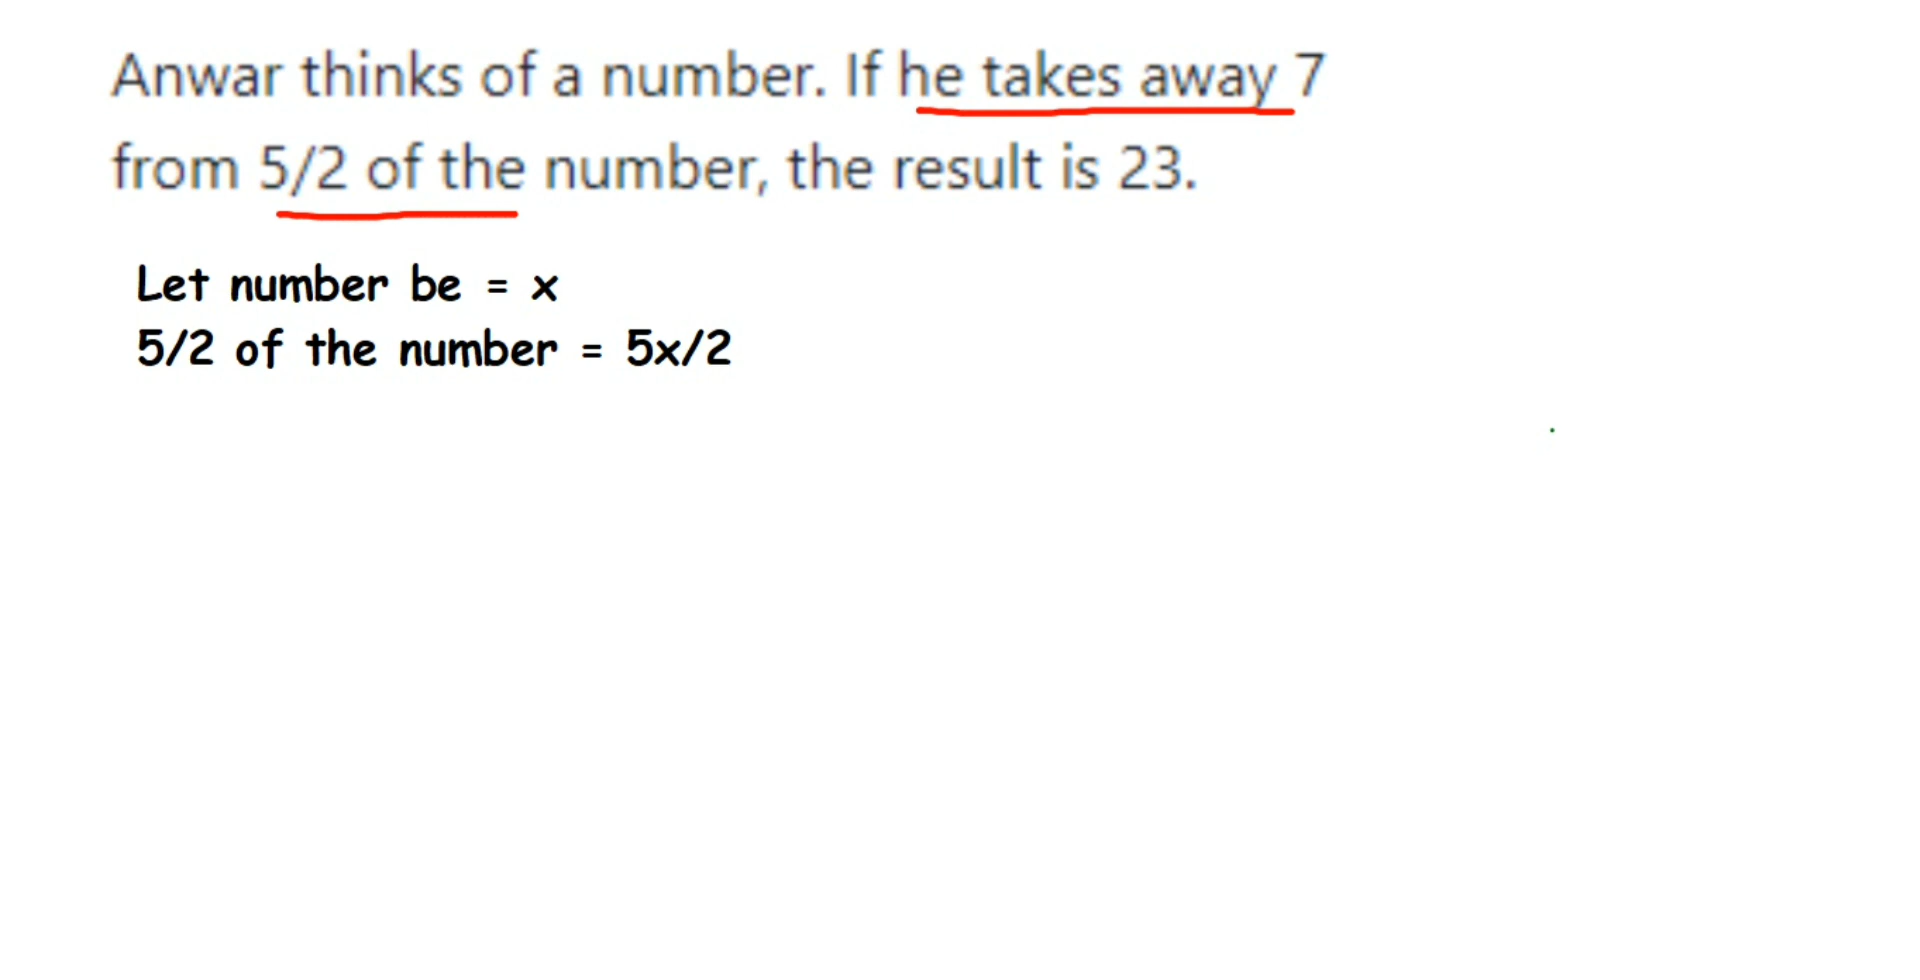 Anwar thinks of a number. If he takes away 7
from 5/2 of the number, the result is 23.
Let number be = x
5/2 of the number = 5x/2